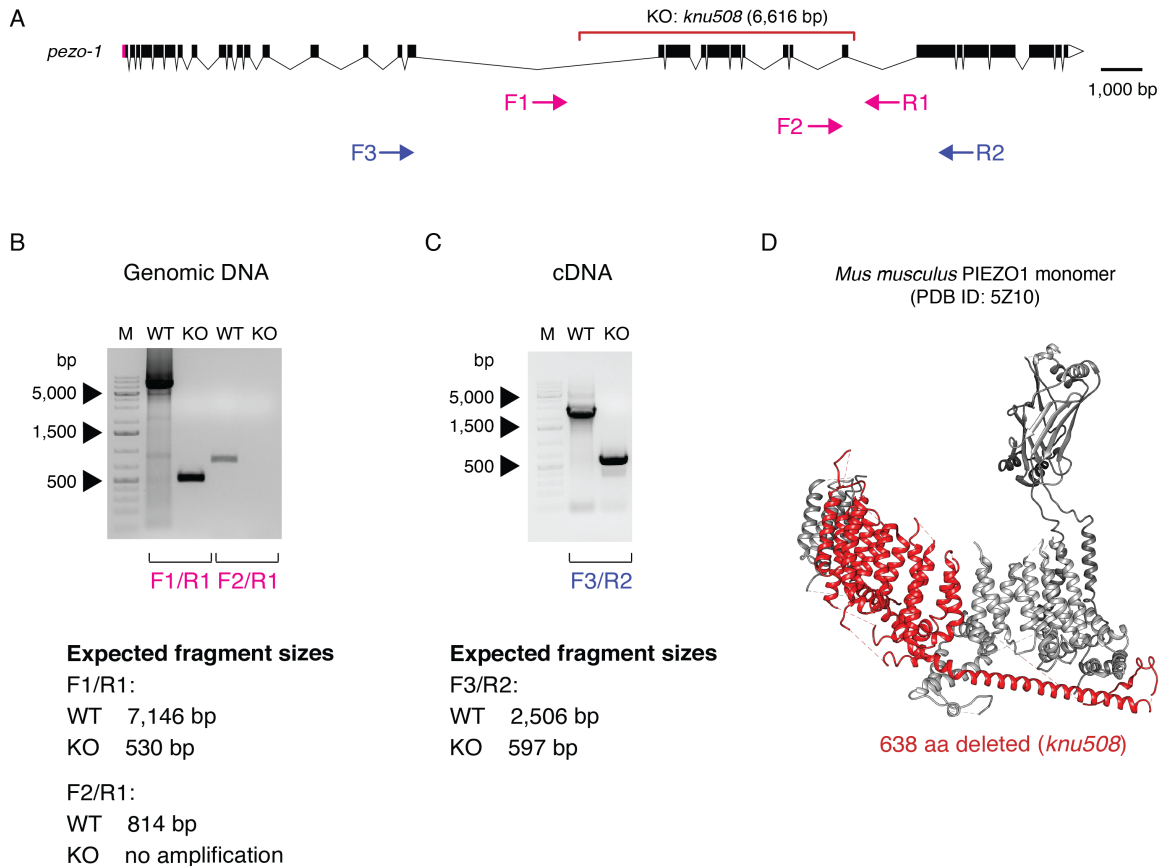 A
KO: knu508 (6,616 bp)
pezo-1
1,000 bp
F1
R1
F2
F3
R2
B
Genomic DNA
M WT KO WT KO
bp
5,000
1,500
500
F1/R1 F2/R1
Expected fragment sizes
F1/R1:
WT 7,146 bp
KO 530 bp
F2/R1:
WT 814 bp
KO no amplification
C
cDNA
M WT KO
bp
5,000
1,500
500
F3/R2
Expected fragment sizes
F3/R2:
WT 2,506 bp
KO 597 bp
D
Mus musculus PIEZO1 monomer
(PDB ID: 5Z10)
638 aa deleted (knu508)